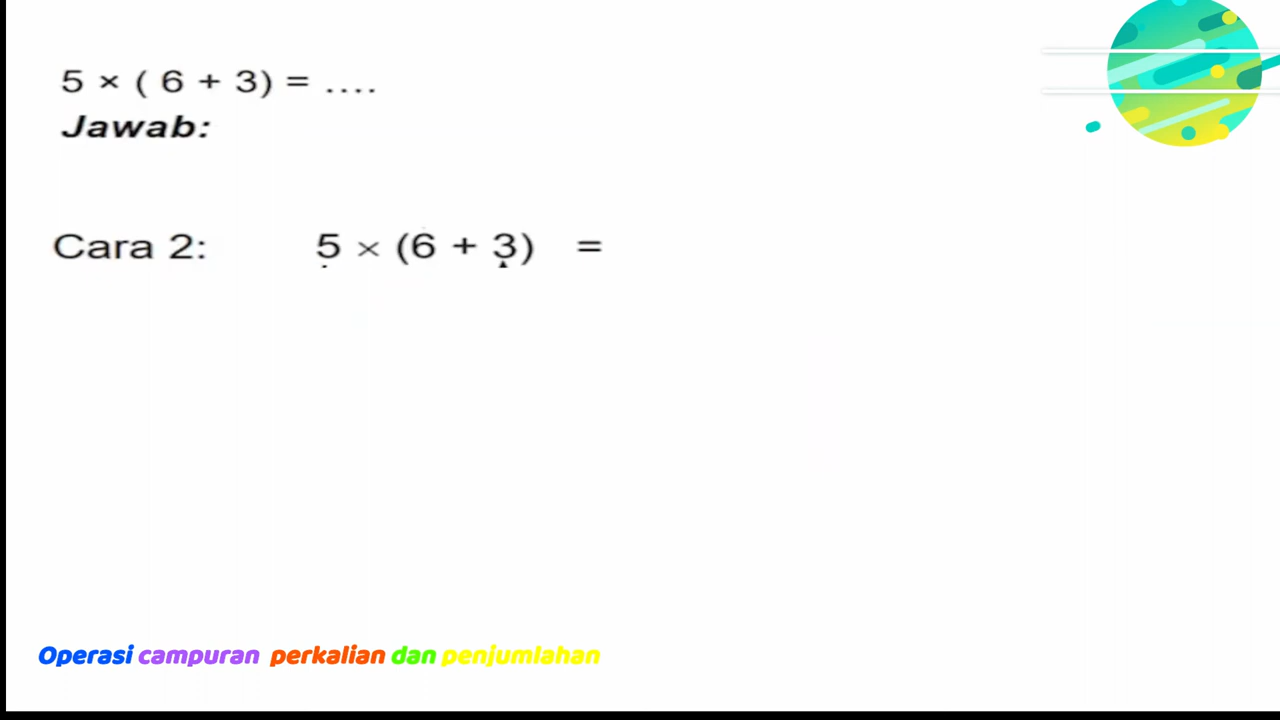 5 × ( 6 + 3) = ....
Jawab:
Cara 2: 5 × (6 + 3) =
Operasi campuran perkalian dan penjumlahan